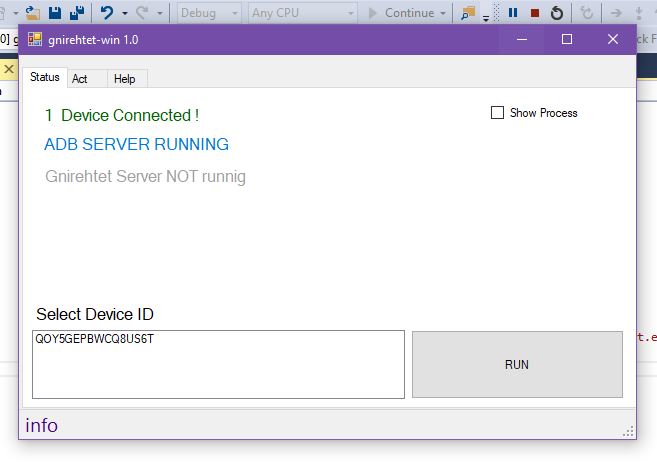 Debug Any CPU Continue
gnirehtet-win 1.0
Status Act Help
1 Device Connected !
Show Process
ADB SERVER RUNNING
Gnirehtet Server NOT runnig
Select Device ID
QOY5GEPBWCQ8US6T
RUN
info